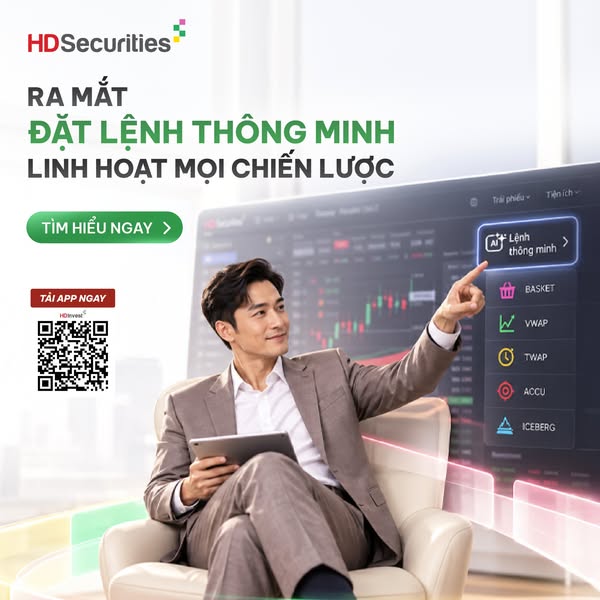 HDSecurities
RA MẮT
ĐẶT LỆNH THÔNG MINH
LINH HOẠT MỌI CHIẾN LƯỢC
TÌM HIỂU NGAY
TẢI APP NGAY
HDInvest
Trái phiếu
Tiện ích
AI
Lệnh
thông minh
BASKET
VWAP
TWAP
ACCU
ICEBERG